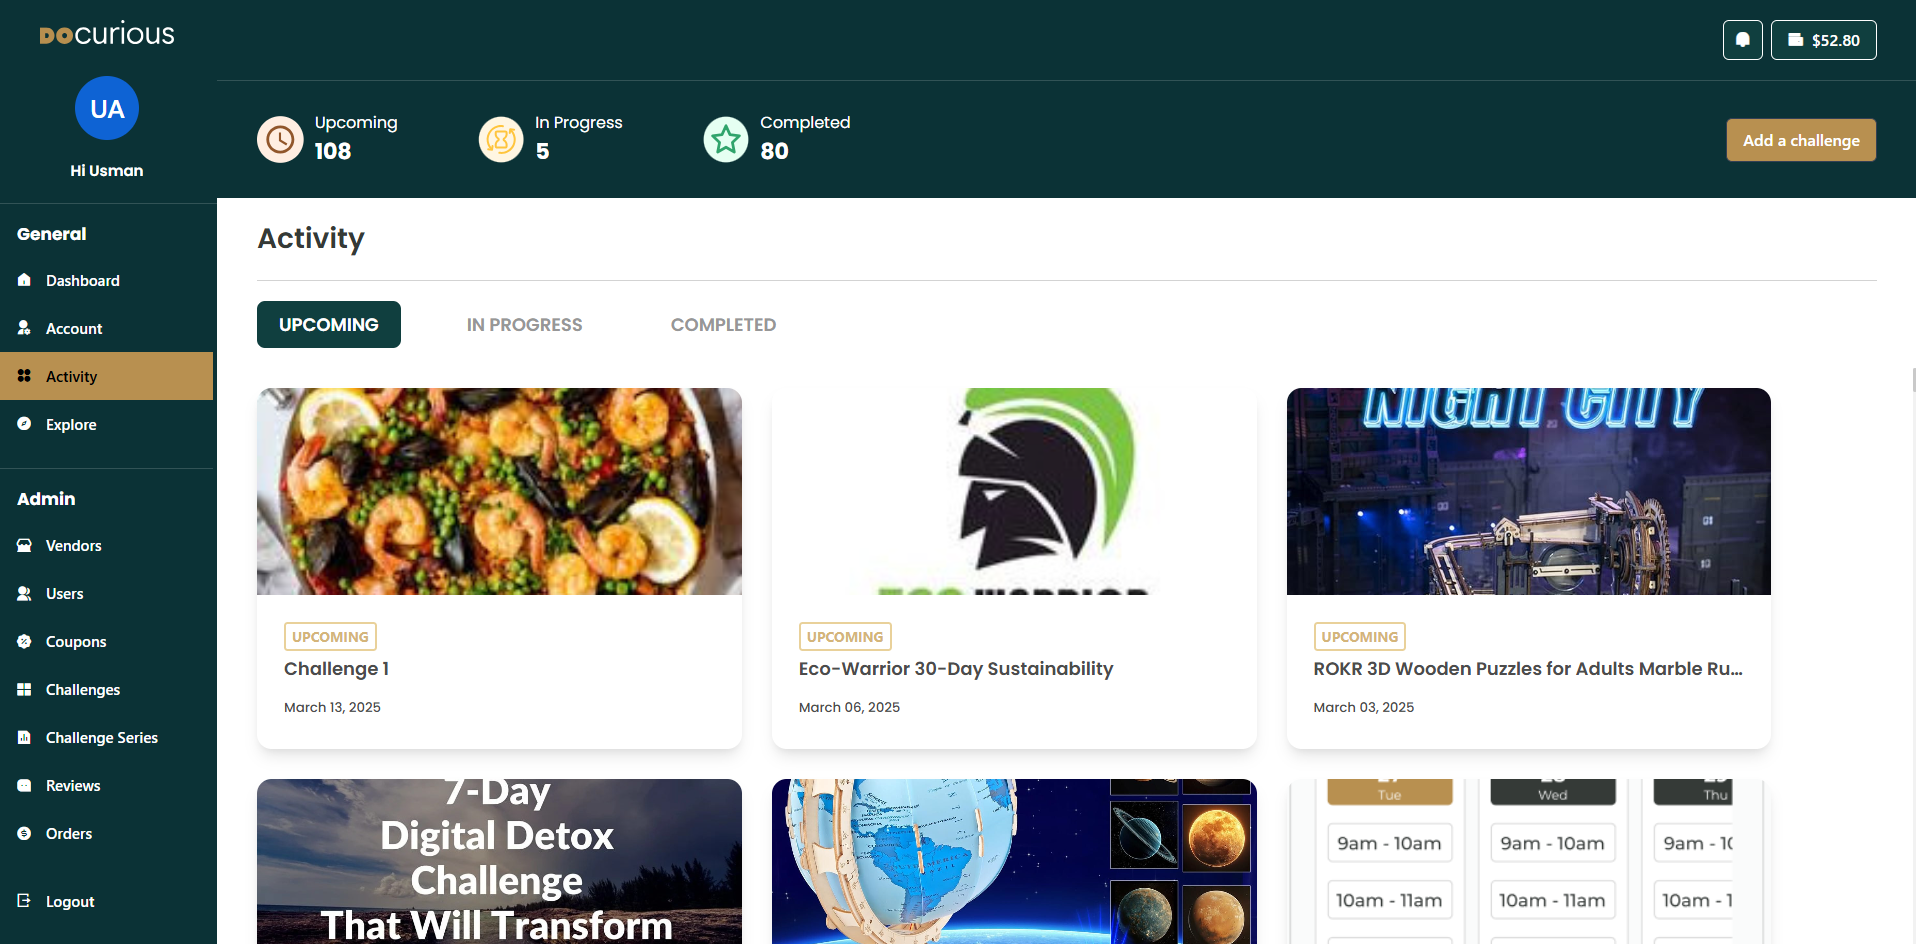 DOcurious
$52.80
UA
Hi Usman
Upcoming
108
In Progress
5
Completed
80
Add a challenge
General
Dashboard
Account
Activity
Explore
Admin
Vendors
Users
Coupons
Challenges
Challenge Series
Reviews
Orders
Logout
Activity
UPCOMING
IN PROGRESS
COMPLETED
NIGHT CITY
ECO WARRIOR
UPCOMING
Challenge 1
March 13, 2025
UPCOMING
Eco-Warrior 30-Day Sustainability
March 06, 2025
UPCOMING
ROKR 3D Wooden Puzzles for Adults Marble Ru...
March 03, 2025
7-Day
Digital Detox
Challenge
That Will Transform
Tue
Wed
Thu
9am - 10am
9am - 10am
9am - 10
10am - 11am
10am - 11am
10am - 1